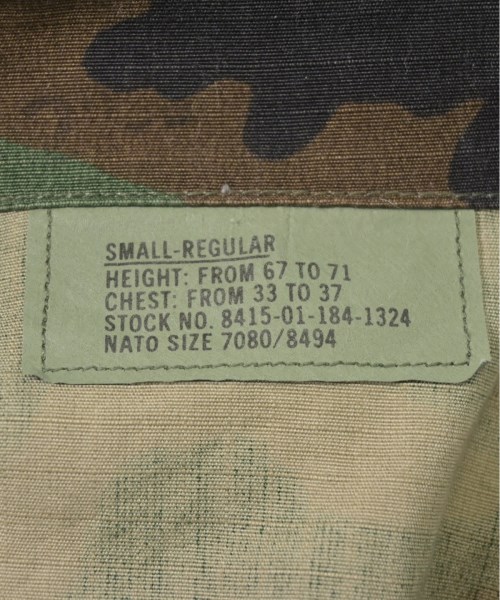 SMALL-REGULAR
HEIGHT: FROM 67 TO 71
CHEST: FROM 33 TO 37
STOCK NO. 8415-01-184-1324
NATO SIZE 7080/8494